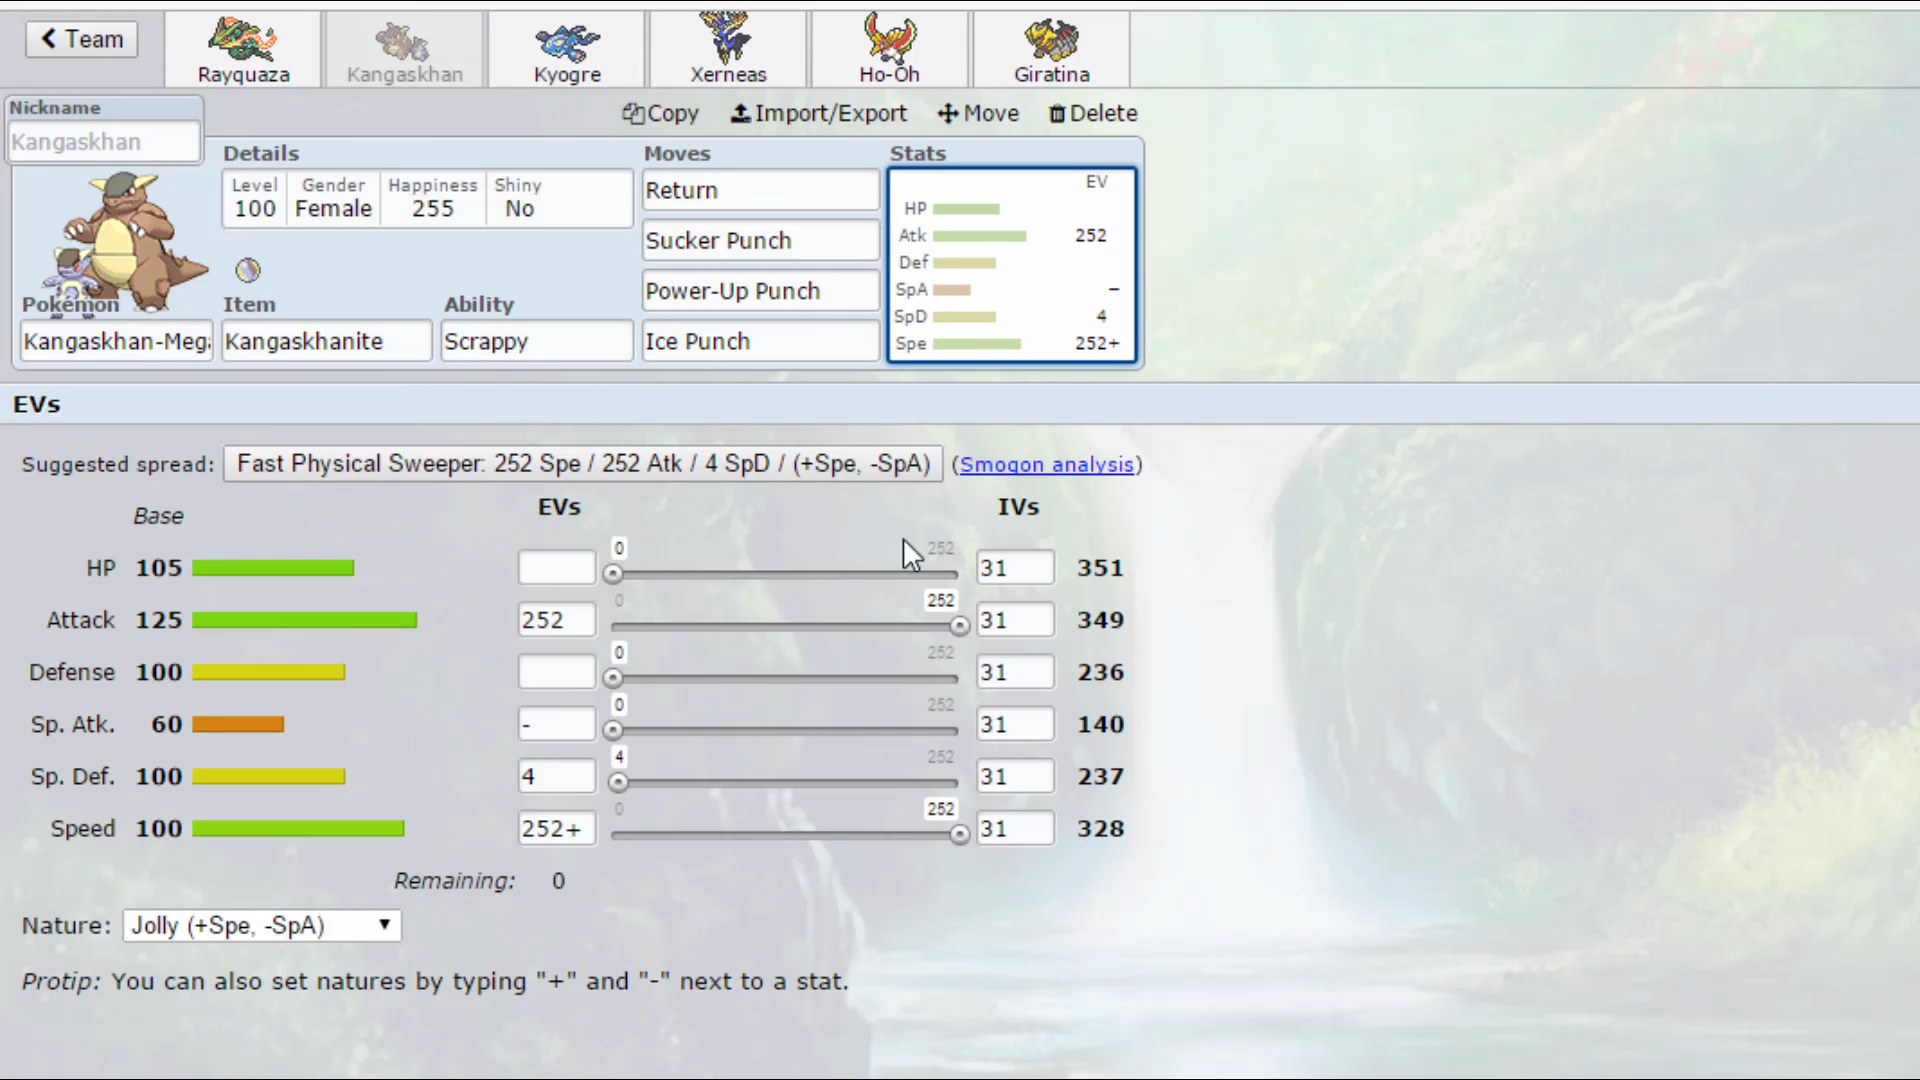 Team
Rayquaza
Kangaskhan
Kyogre
Xerneas
Ho-Oh
Giratina
Nickname
Kangaskhan
Copy Import/Export Move Delete
Details
Level Gender Happiness Shiny
100 Female 255 No
Pokémon Item Ability
Kangaskhan-Meg Kangaskhanite Scrappy
Moves
Return
Sucker Punch
Power-Up Punch
Ice Punch
Stats
EV
HP
Atk 252
Def
SpA –
SpD 4
Spe 252+
EVs
Suggested spread: Fast Physical Sweeper: 252 Spe / 252 Atk / 4 SpD / (+Spe, -SpA) (Smogon analysis)
Base EVs IVs
HP 105 0 252 31 351
Attack 125 252 0 252 31 349
Defense 100 0 252 31 236
Sp. Atk. 60 - 0 252 31 140
Sp. Def. 100 4 4 252 31 237
Speed 100 252+ 0 252 31 328
Remaining: 0
Nature: Jolly (+Spe, -SpA)
Protip: You can also set natures by typing "+" and "-" next to a stat.